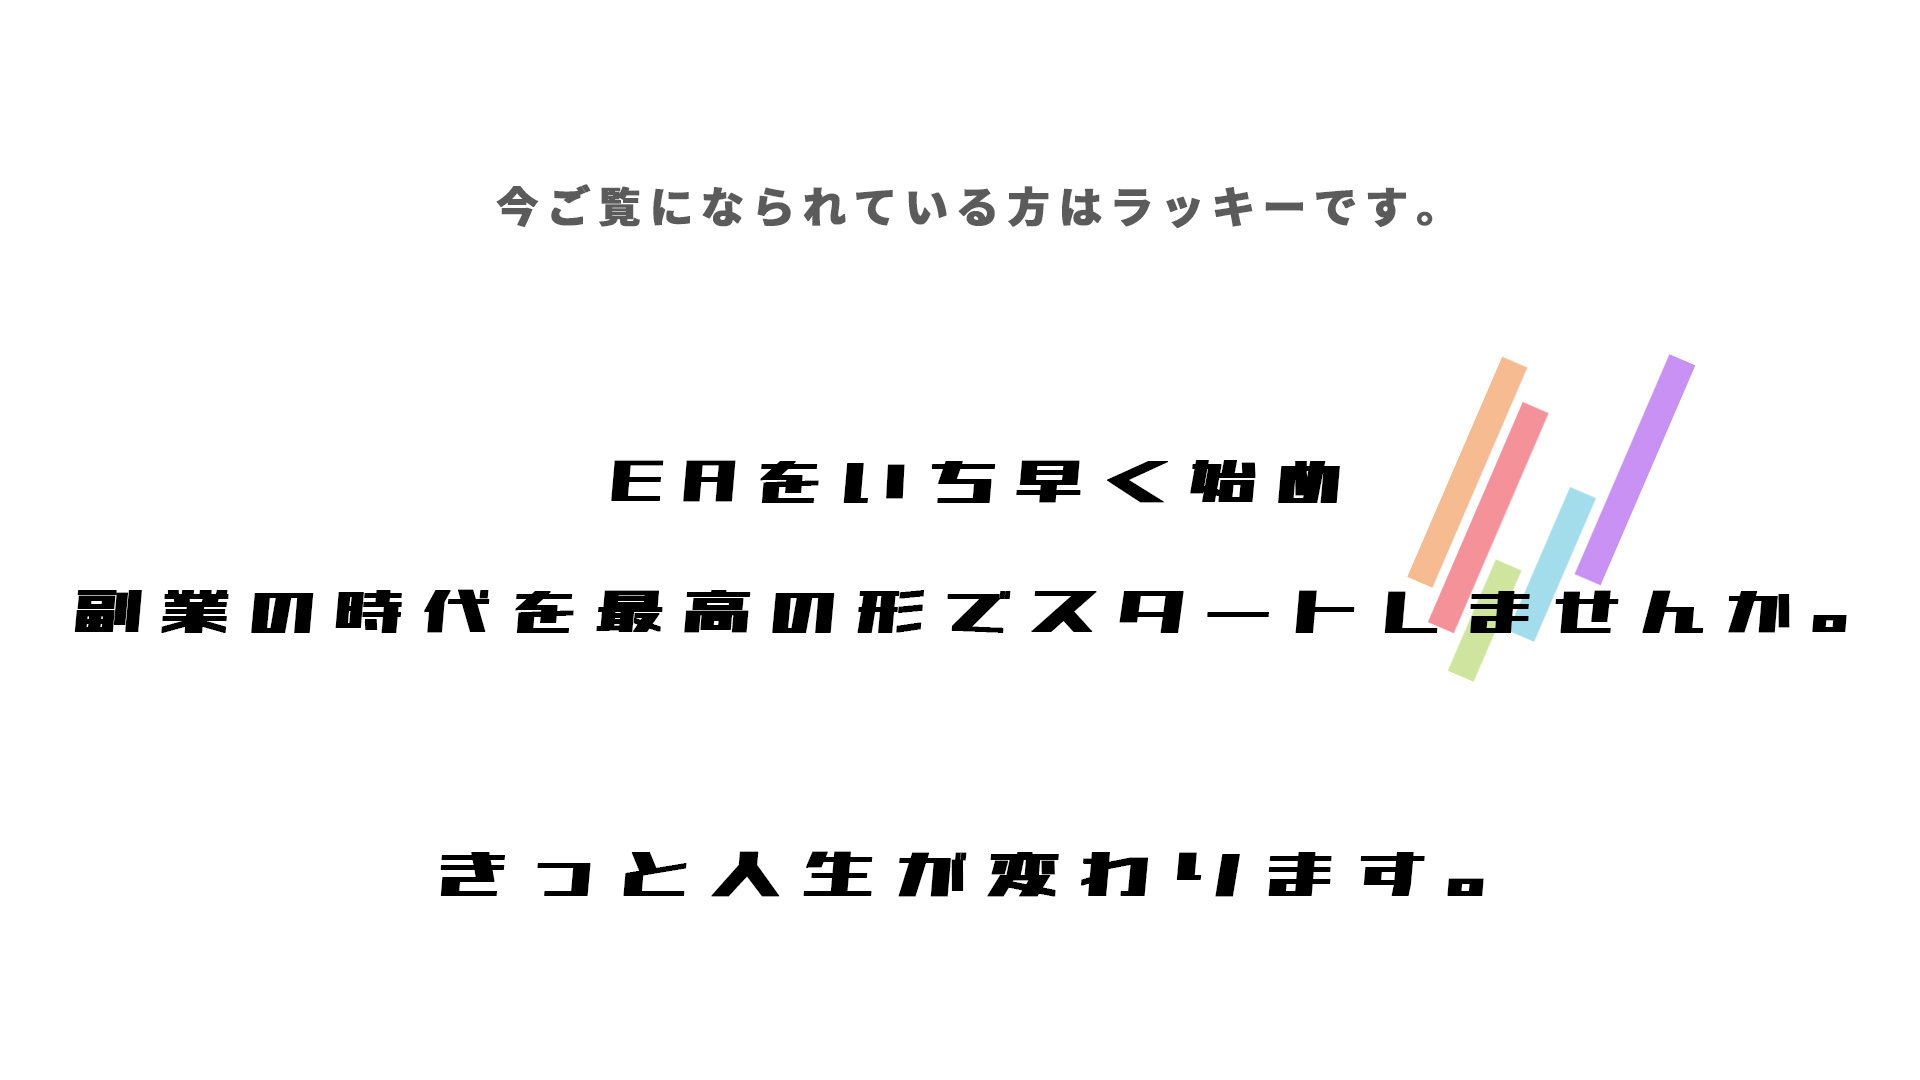 今ご覧になられている方はラッキーです。
EAをいち早く始め
副業の時代を最高の形でスタートしませんか。
きっと人生が変わります。